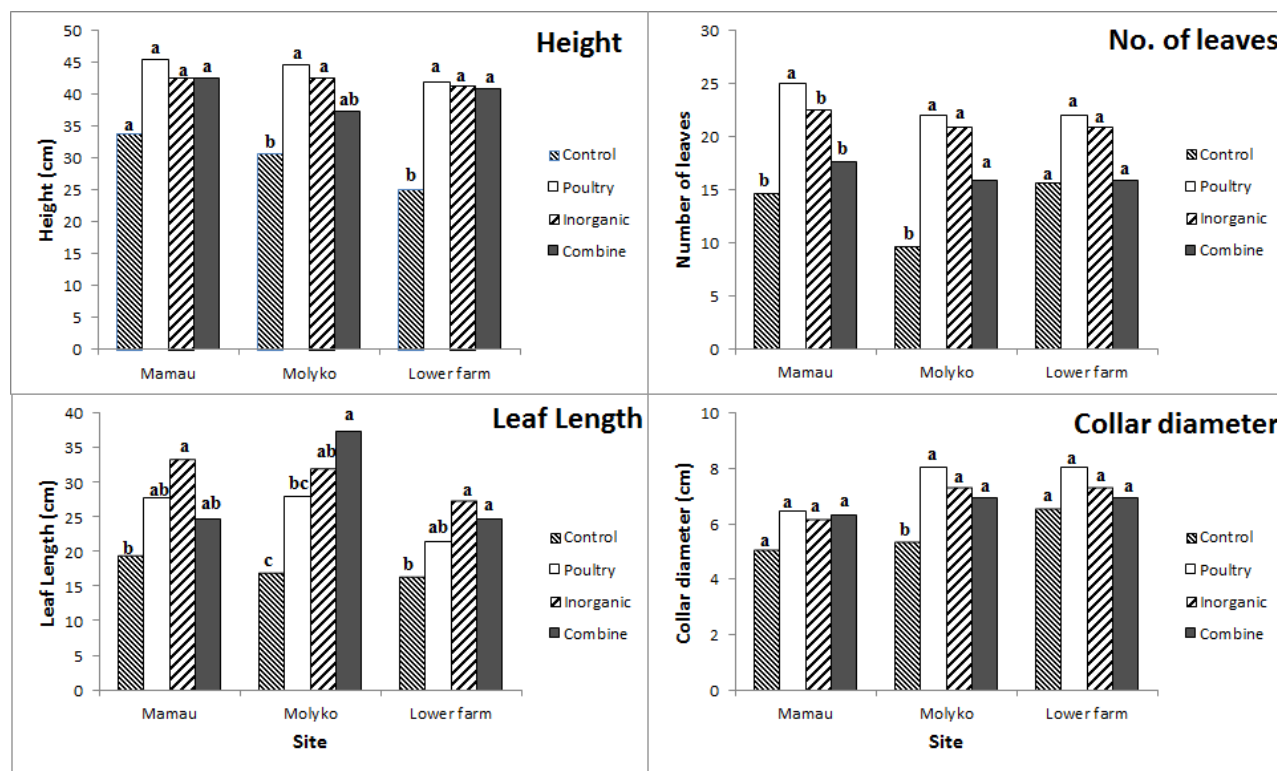 Height
Height (cm)
50
45
40
35
30
25
20
15
10
5
0
a
a
a
a
b
a
a
ab
b
a
a
a
Mamau
Molyko
Lower farm
Control
Poultry
Inorganic
Combine
No. of leaves
Number of leaves
30
25
20
15
10
5
0
b
a
b
b
b
a
a
a
a
a
a
a
Mamau
Molyko
Lower farm
Control
Poultry
Inorganic
Combine
Leaf Length
Leaf Length (cm)
40
35
30
25
20
15
10
5
0
b
ab
a
ab
c
bc
ab
a
b
ab
a
a
Mamau
Molyko
Lower farm
Site
Control
Poultry
Inorganic
Combine
Collar diameter
Collar diameter (cm)
10
8
6
4
2
0
a
a
a
a
b
a
a
a
a
a
a
a
Mamau
Molyko
Lower farm
Site
Control
Poultry
Inorganic
Combine